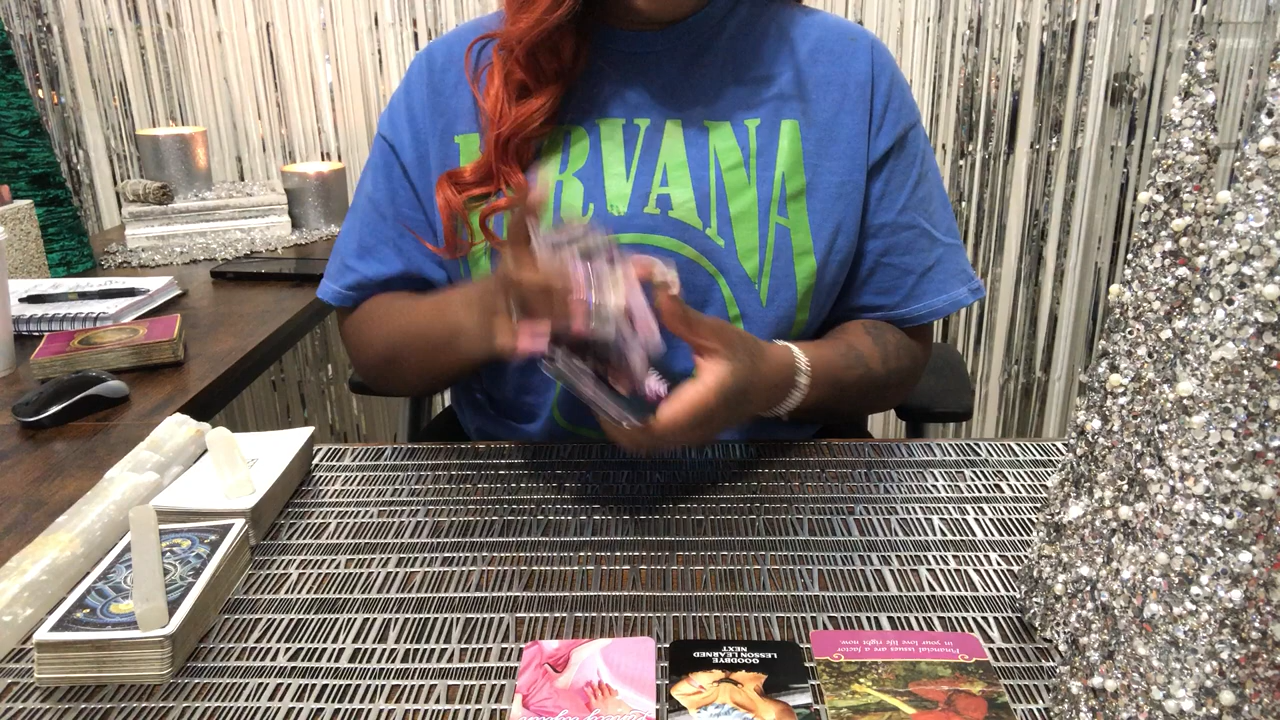 NIRVANA
GOODBYE
LESSON LEARNED
NEXT
Financial issues are a factor
in your love life right now.